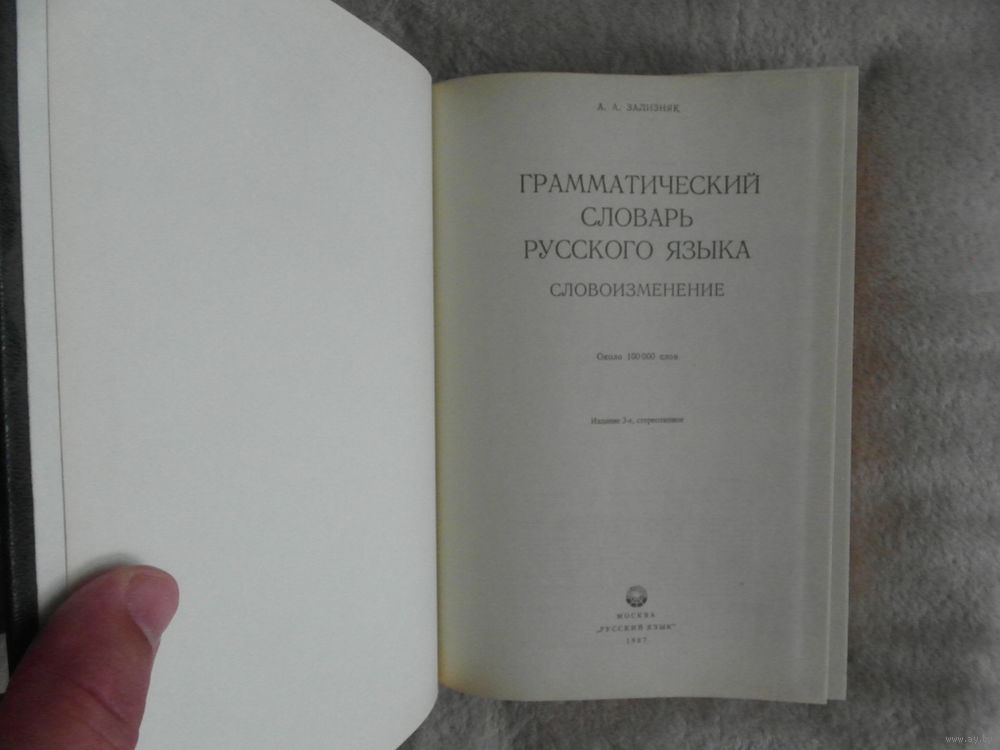 А. А. ЗАЛИЗНЯК
ГРАММАТИЧЕСКИЙ
СЛОВАРЬ
РУССКОГО ЯЗЫКА
СЛОВОИЗМЕНЕНИЕ
Около 100 000 слов
Издание 3-е, стереотипное
МОСКВА
„РУССКИЙ ЯЗЫК“
1987